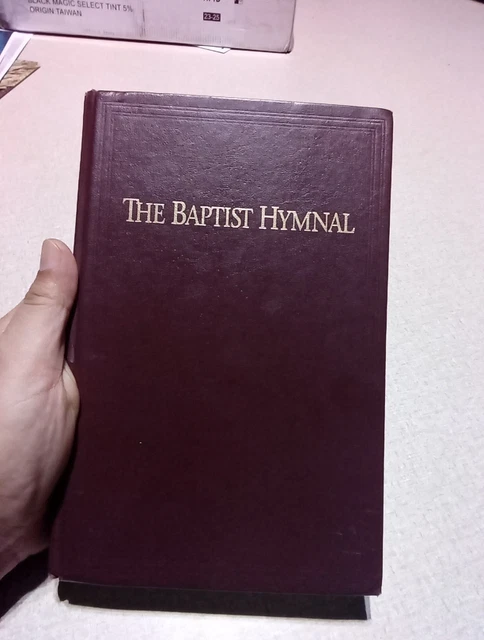 BLACK MAGIC SELECT TINT 5%
ORIGIN TAIWAN
23-25
THE BAPTIST HYMNAL